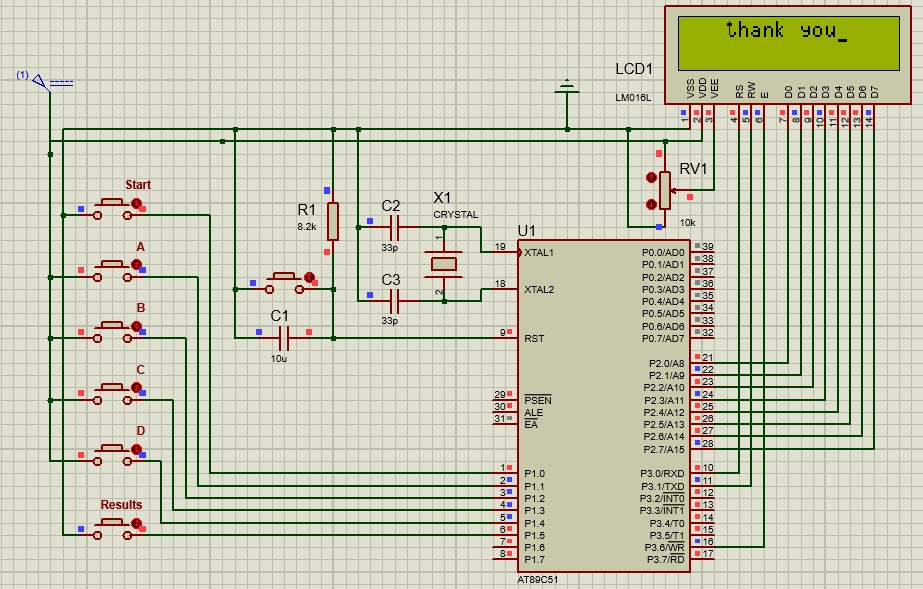 thank you_
(1)
LCD1
LM016L
VSS VDD VEE RS RW E D0 D1 D2 D3 D4 D5 D6 D7
1 2 3 4 5 6 7 8 9 10 11 12 13 14
RV1
10k
Start
A
B
C
D
Results
R1
8.2k
C1
10u
C2
33p
C3
33p
X1
CRYSTAL
1
2
U1
19 XTAL1
18 XTAL2
9 RST
29 PSEN
30 ALE
31 EA
1 P1.0
2 P1.1
3 P1.2
4 P1.3
5 P1.4
6 P1.5
7 P1.6
8 P1.7
P0.0/AD0 39
P0.1/AD1 38
P0.2/AD2 37
P0.3/AD3 36
P0.4/AD4 35
P0.5/AD5 34
P0.6/AD6 33
P0.7/AD7 32
P2.0/A8 21
P2.1/A9 22
P2.2/A10 23
P2.3/A11 24
P2.4/A12 25
P2.5/A13 26
P2.6/A14 27
P2.7/A15 28
P3.0/RXD 10
P3.1/TXD 11
P3.2/INT0 12
P3.3/INT1 13
P3.4/T0 14
P3.5/T1 15
P3.6/WR 16
P3.7/RD 17
AT89C51